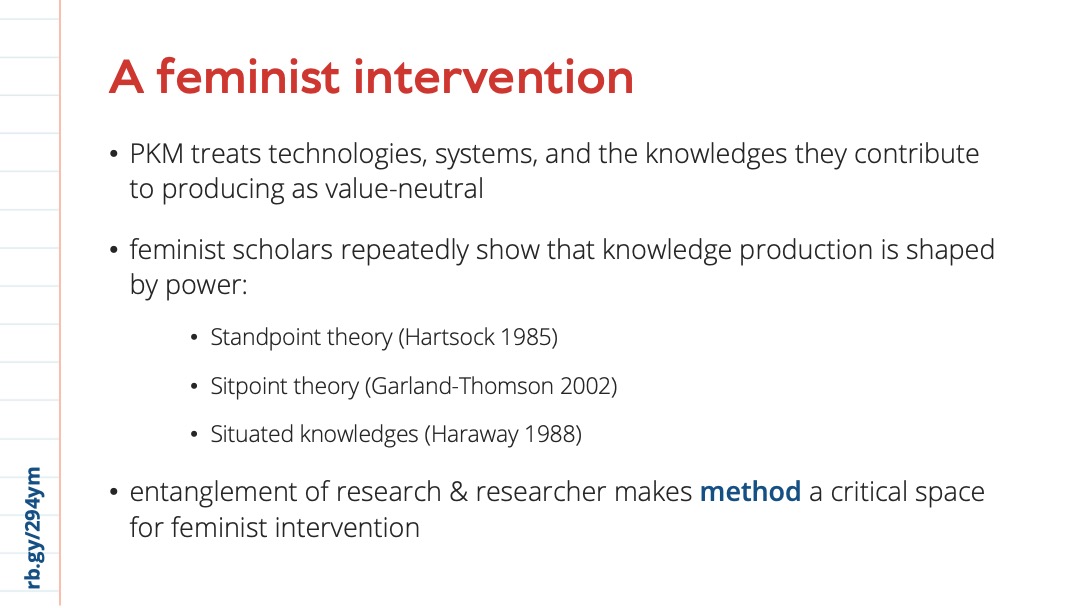 A feminist intervention
• PKM treats technologies, systems, and the knowledges they contribute
to producing as value-neutral
• feminist scholars repeatedly show that knowledge production is shaped
by power:
• Standpoint theory (Hartsock 1985)
• Sitpoint theory (Garland-Thomson 2002)
• Situated knowledges (Haraway 1988)
• entanglement of research & researcher makes method a critical space
for feminist intervention
rb.gy/294ym